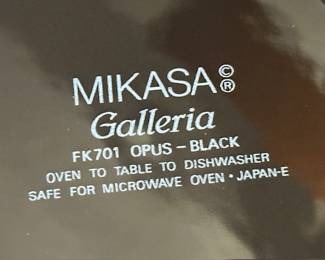 MIKASA©®
Galleria
FK701 OPUS – BLACK
OVEN TO TABLE TO DISHWASHER
SAFE FOR MICROWAVE OVEN • JAPAN-E